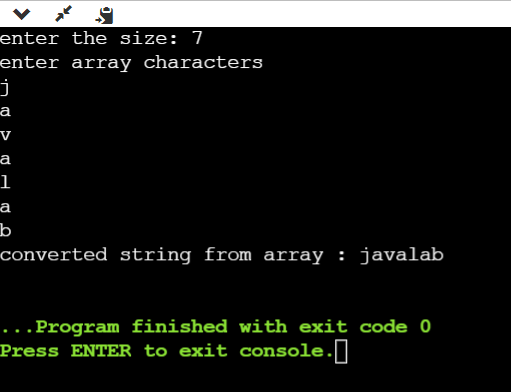 enter the size: 7
enter array characters
j
a
v
a
l
a
b
converted string from array : javalab
...Program finished with exit code 0
Press ENTER to exit console.